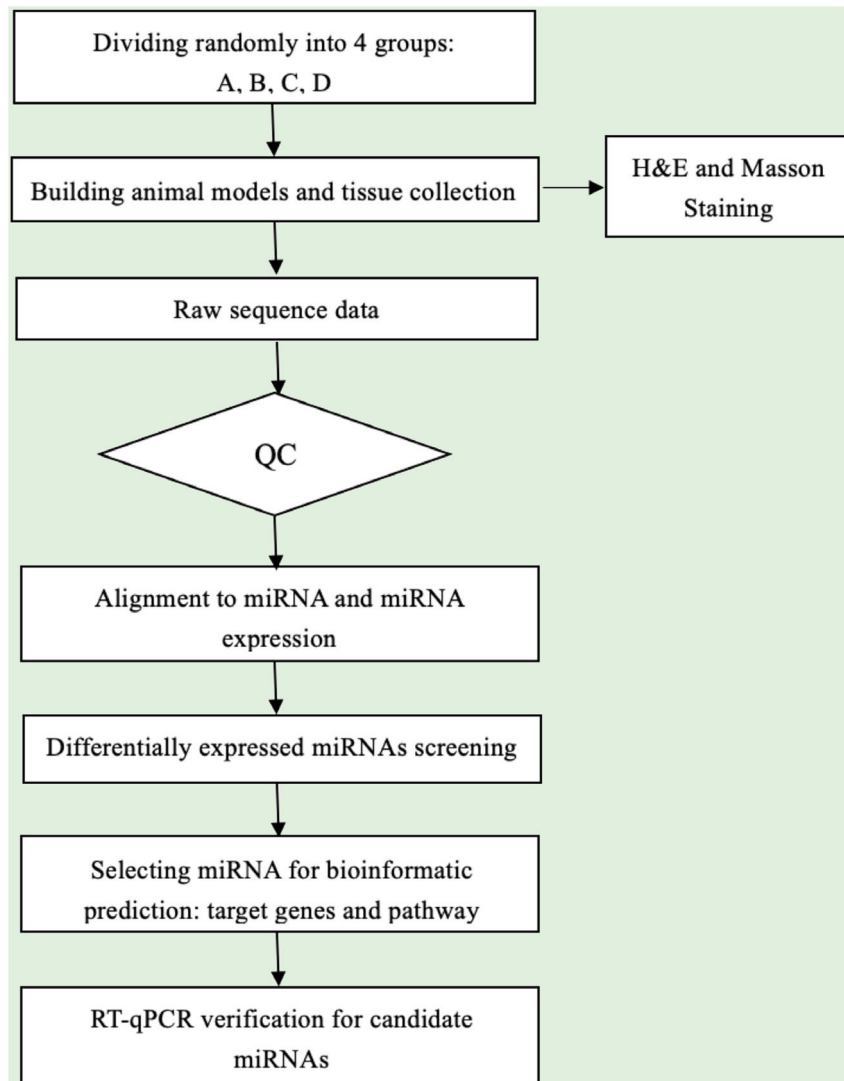 Dividing randomly into 4 groups:
A, B, C, D
Building animal models and tissue collection
H&E and Masson
Staining
Raw sequence data
QC
Alignment to miRNA and miRNA
expression
Differentially expressed miRNAs screening
Selecting miRNA for bioinformatic
prediction: target genes and pathway
RT-qPCR verification for candidate
miRNAs